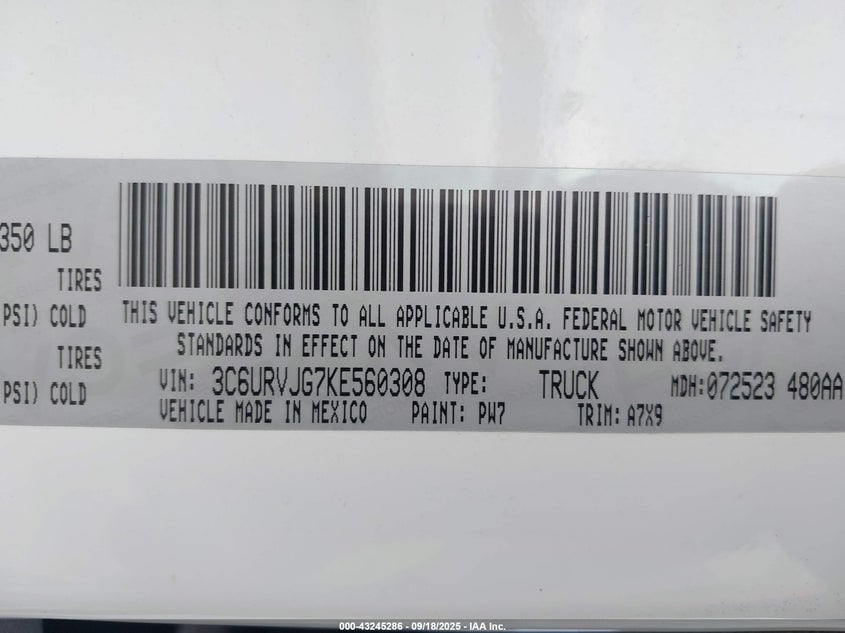 350 LB
TIRES
PSI) COLD
TIRES
PSI) COLD
THIS VEHICLE CONFORMS TO ALL APPLICABLE U.S.A. FEDERAL MOTOR VEHICLE SAFETY
STANDARDS IN EFFECT ON THE DATE OF MANUFACTURE SHOWN ABOVE.
VIN: 3C6URVJG7KE560308 TYPE: TRUCK MDH:072523 480AA
VEHICLE MADE IN MEXICO PAINT: PW7 TRIM: A7X9
000-43245286 - 09/18/2025 - IAA Inc.